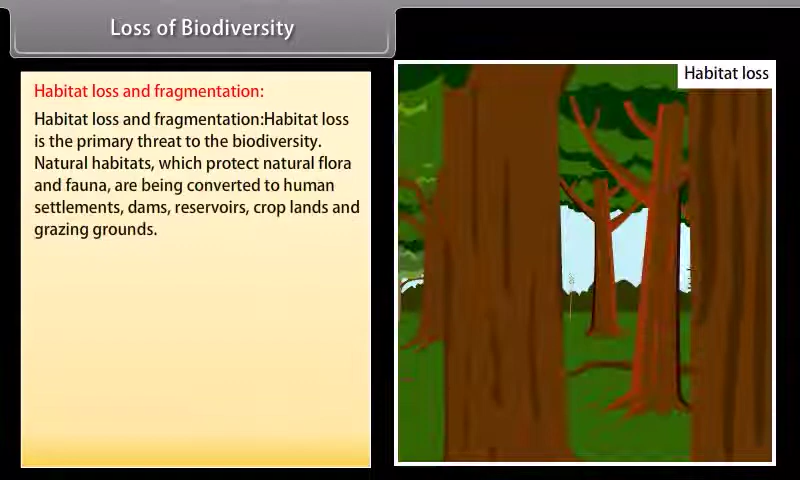 Loss of Biodiversity
Habitat loss and fragmentation:
Habitat loss and fragmentation:Habitat loss
is the primary threat to the biodiversity.
Natural habitats, which protect natural flora
and fauna, are being converted to human
settlements, dams, reservoirs, crop lands and
grazing grounds.
Habitat loss